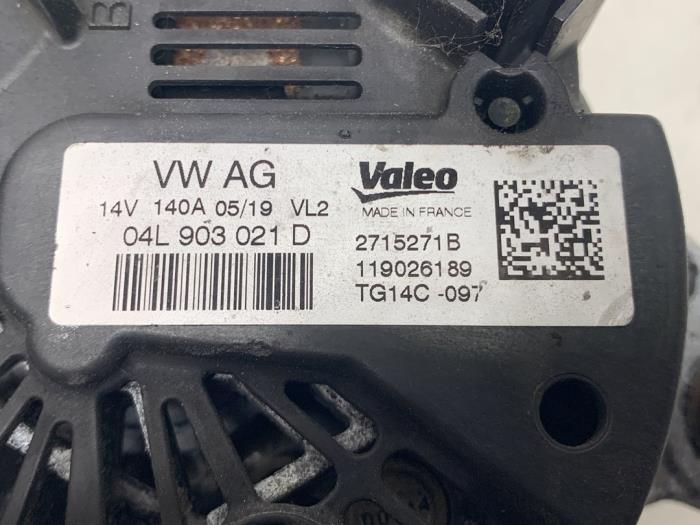 B
VW AG
14V 140A 05/19 VL2
04L 903 021 D
Valeo
MADE IN FRANCE
2715271B
119026189
TG14C -097